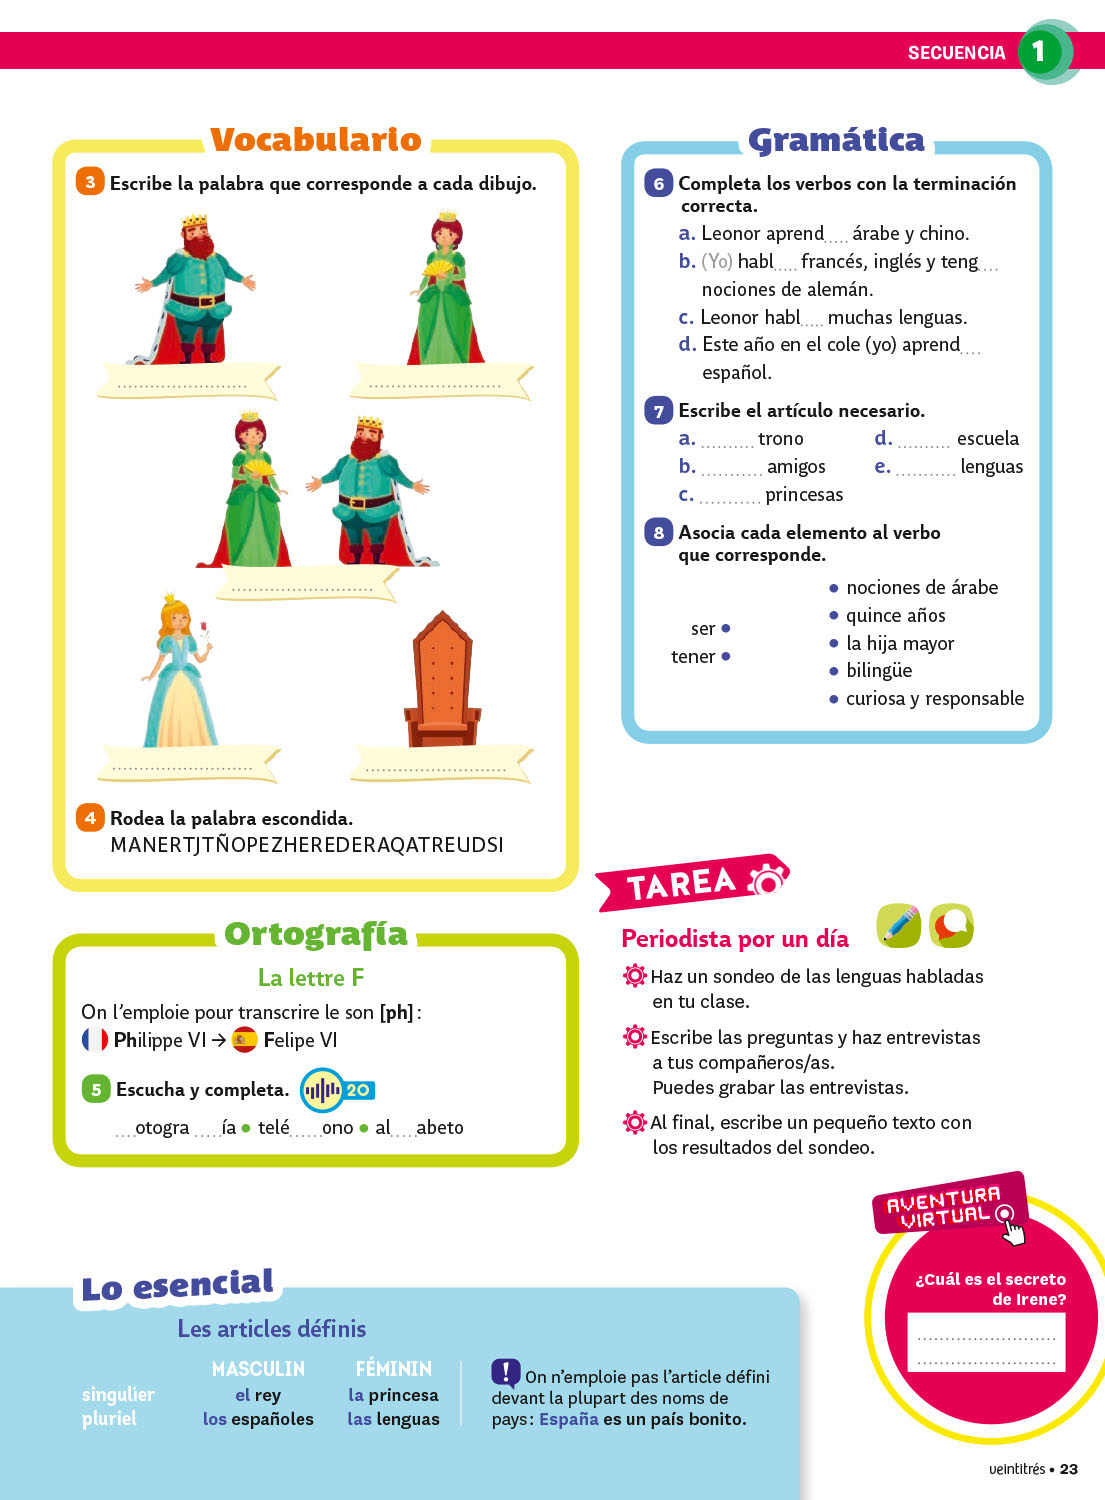 SECUENCIA 1
Vocabulario
3 Escribe la palabra que corresponde a cada dibujo.
........................
........................
..........................
..........................
..........................
4 Rodea la palabra escondida.
MANERTJTÑOPEZHEREDERAQATREUDSI
Ortografía
La lettre F
On l'emploie pour transcrire le son [ph] :
Philippe VI → Felipe VI
5 Escucha y completa. 20
....otogra .....ía • telé......ono • al.....abeto
Gramática
6 Completa los verbos con la terminación
correcta.
a. Leonor aprend..... árabe y chino.
b. (Yo) habl..... francés, inglés y teng....
nociones de alemán.
c. Leonor habl..... muchas lenguas.
d. Este año en el cole (yo) aprend....
español.
7 Escribe el artículo necesario.
a. .......... trono
b. ............ amigos
c. ............ princesas
d. .......... escuela
e. ............ lenguas
8 Asocia cada elemento al verbo
que corresponde.
ser •
tener •
• nociones de árabe
• quince años
• la hija mayor
• bilingüe
• curiosa y responsable
TAREA
Periodista por un día
Haz un sondeo de las lenguas habladas
en tu clase.
Escribe las preguntas y haz entrevistas
a tus compañeros/as.
Puedes grabar las entrevistas.
Al final, escribe un pequeño texto con
los resultados del sondeo.
AVENTURA
VIRTUAL
¿Cuál es el secreto
de Irene?
.........................
.........................
Lo esencial
Les articles définis
MASCULIN FÉMININ
singulier el rey la princesa
pluriel los españoles las lenguas
! On n'emploie pas l'article défini
devant la plupart des noms de
pays : España es un país bonito.
veintitrés • 23